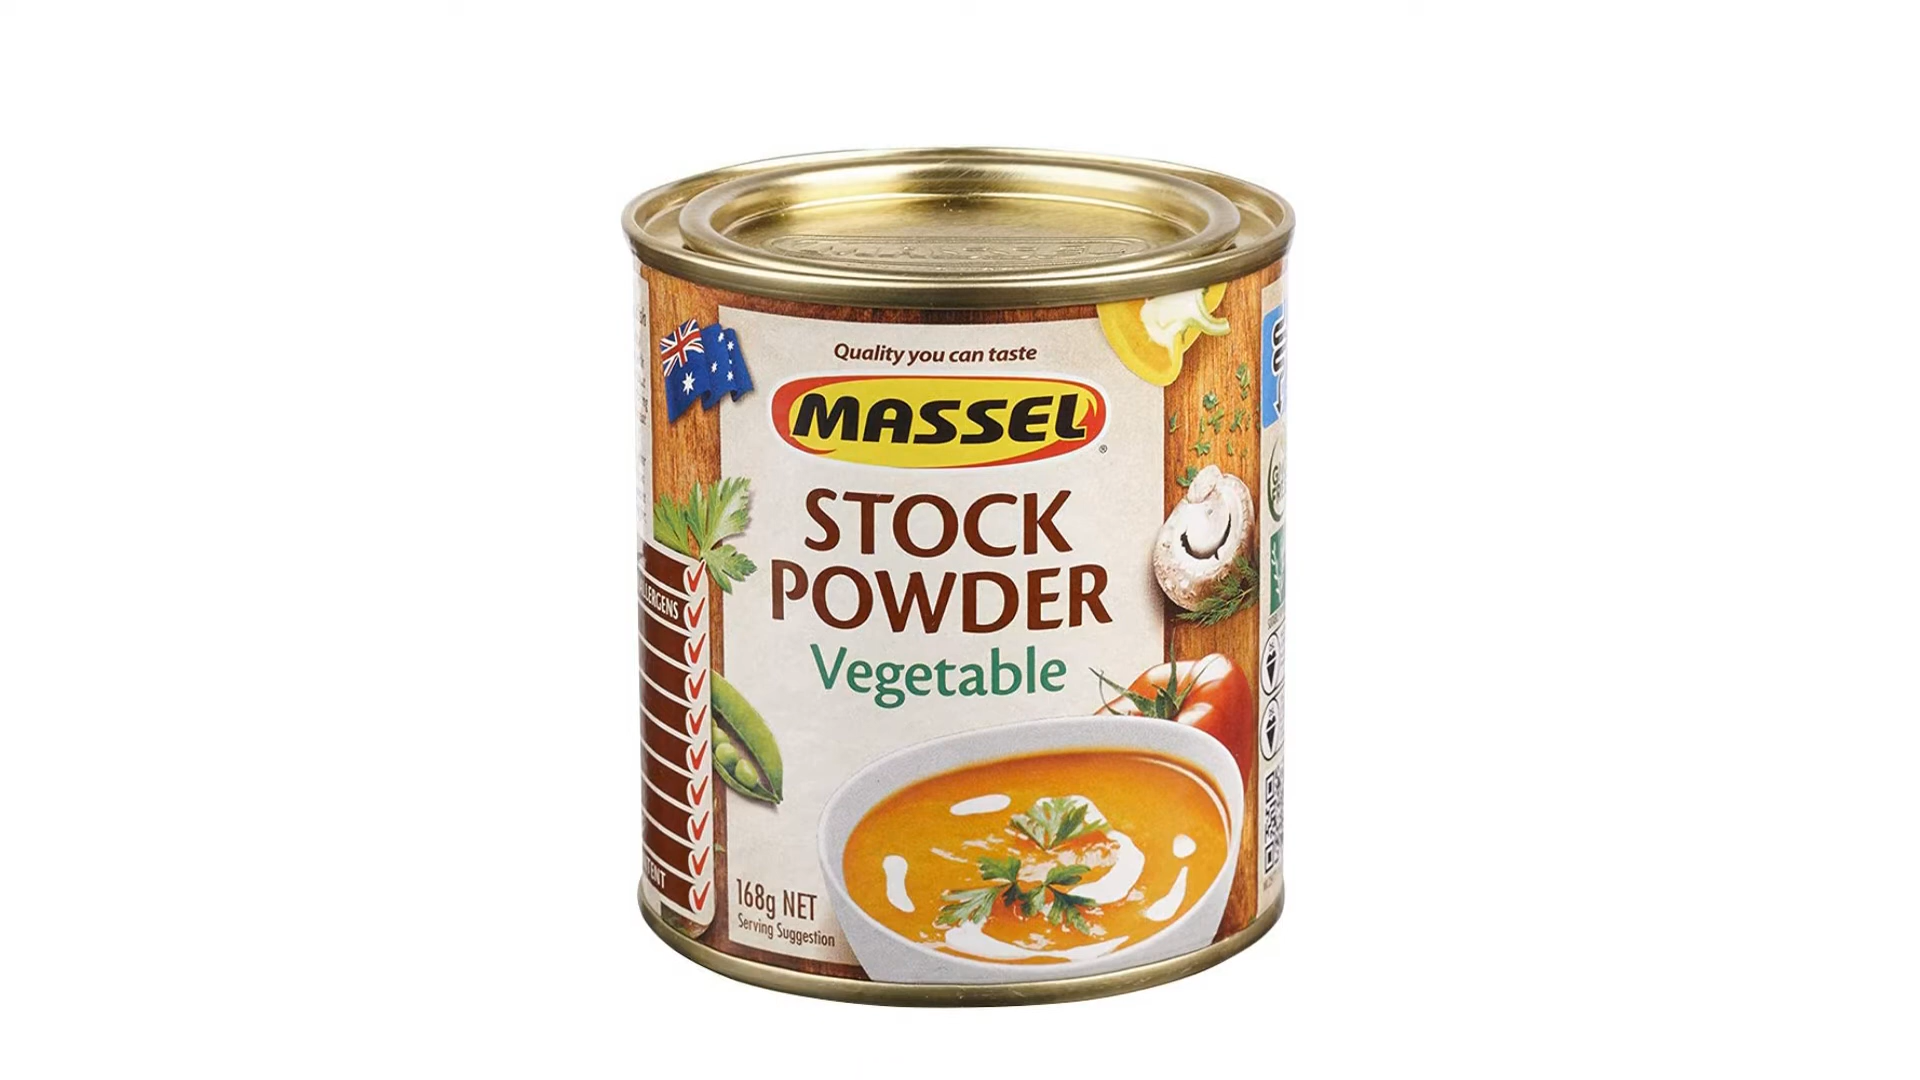 Quality you can taste
MASSEL®
STOCK
POWDER
Vegetable
168g NET
Serving Suggestion